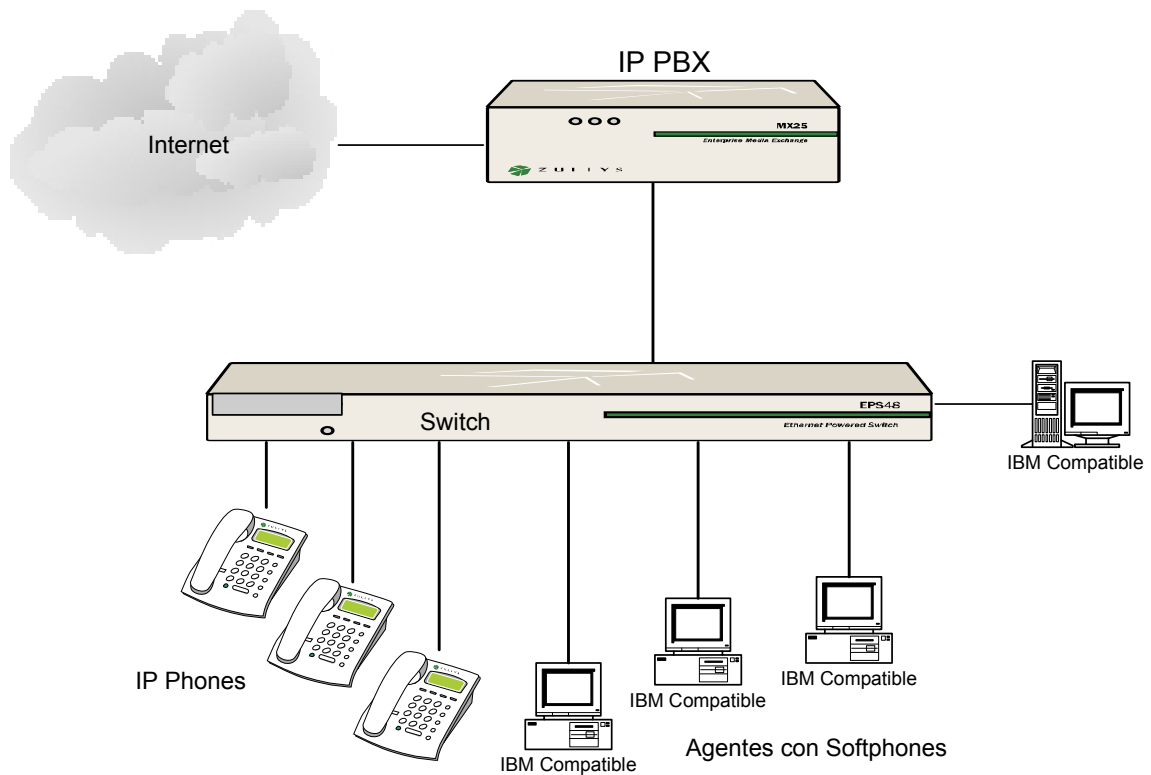 IP PBX
Internet
MX25
Enterprise Media Exchange
ZULTYS
EPS48
Switch
Ethernet Powered Switch
IBM Compatible
IP Phones
IBM Compatible
IBM Compatible
IBM Compatible
Agentes con Softphones